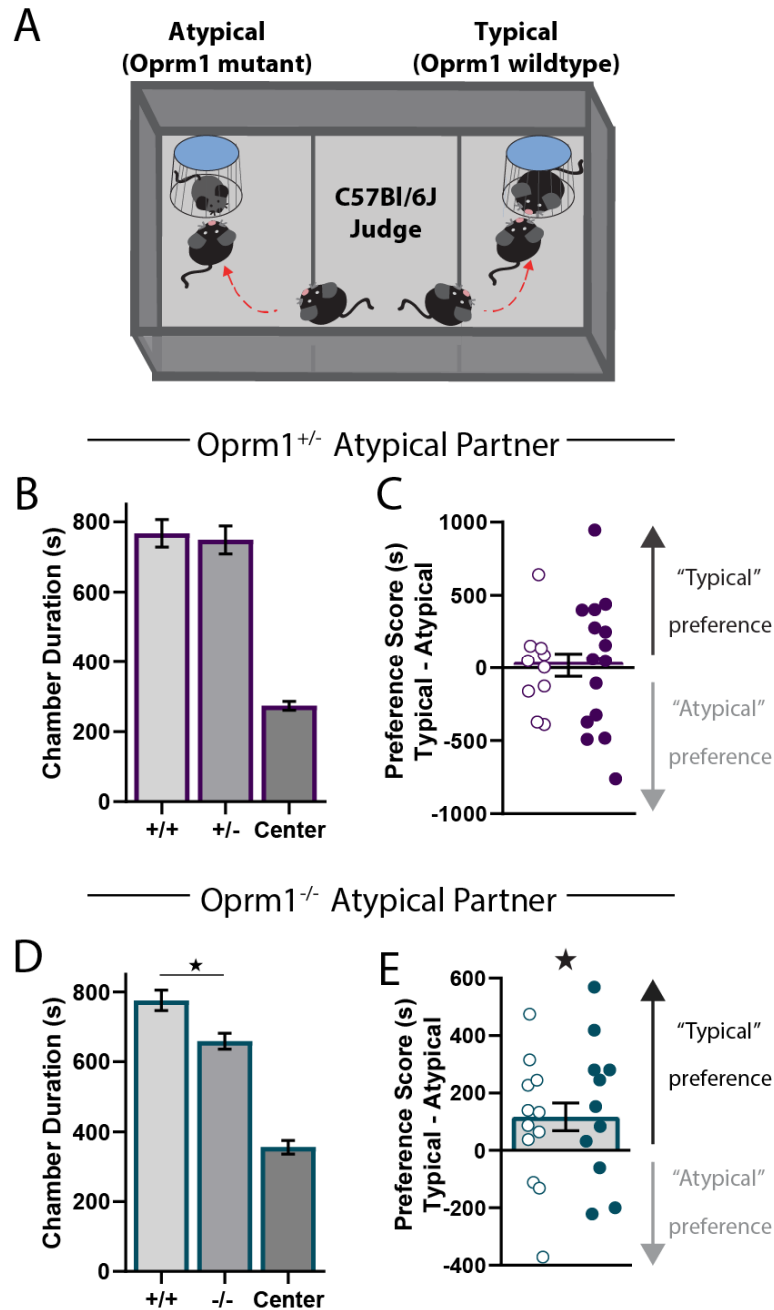 A
Atypical
(Oprm1 mutant)
Typical
(Oprm1 wildtype)
C57Bl/6J
Judge
Oprm1+/- Atypical Partner
B
Chamber Duration (s)
800
600
400
200
0
+/+ +/- Center
C
Preference Score (s)
Typical - Atypical
1000
500
0
-500
-1000
“Typical”
preference
“Atypical”
preference
Oprm1-/- Atypical Partner
D
Chamber Duration (s)
800
600
400
200
0
+/+ -/- Center
E
Preference Score (s)
Typical - Atypical
600
400
200
0
-200
-400
“Typical”
preference
“Atypical”
preference